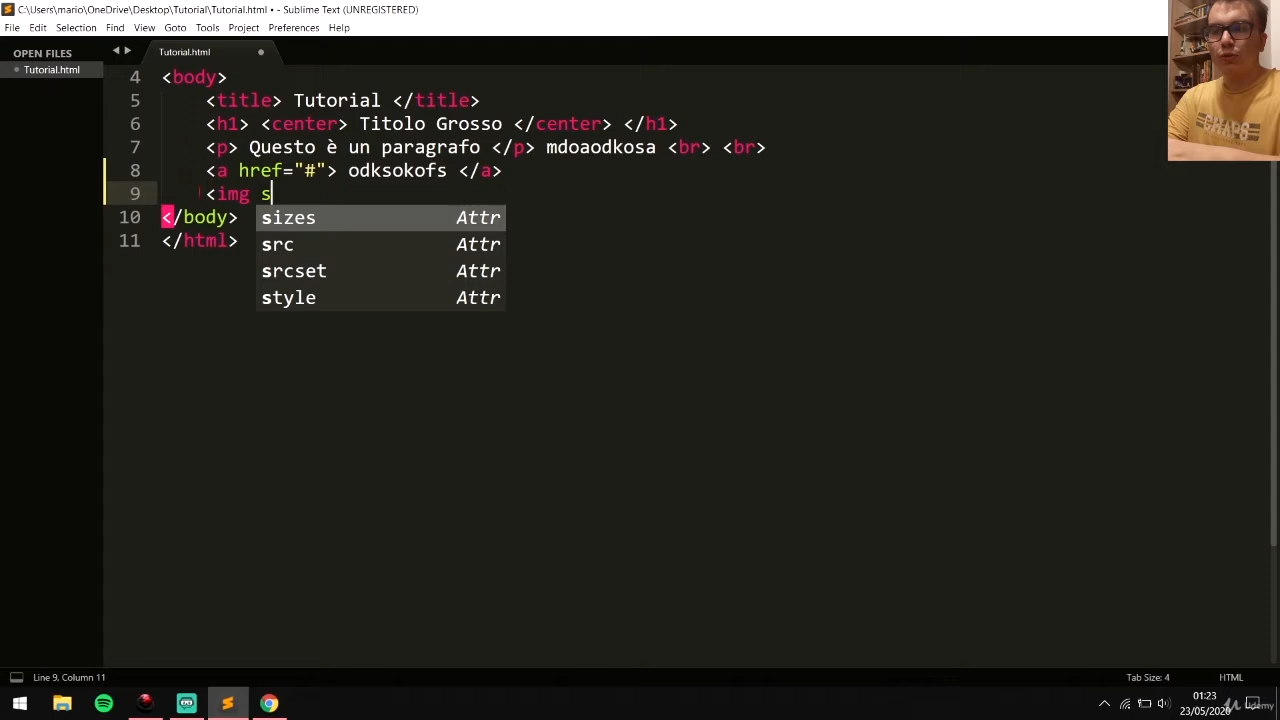 C:\Users\mario\OneDrive\Desktop\Tutorial\Tutorial.html • - Sublime Text (UNREGISTERED)
File Edit Selection Find View Goto Tools Project Preferences Help
OPEN FILES
Tutorial.html
Tutorial.html
4 <body>
5 <title> Tutorial </title>
6 <h1> <center> Titolo Grosso </center> </h1>
7 <p> Questo è un paragrafo </p> mdoaodkosa <br> <br>
8 <a href="#"> odksokofs </a>
9 <img s
10 </body>
11 </html>
sizes Attr
src Attr
srcset Attr
style Attr
Line 9, Column 11
Tab Size: 4
HTML
01:23
23/05/2020
Udemy